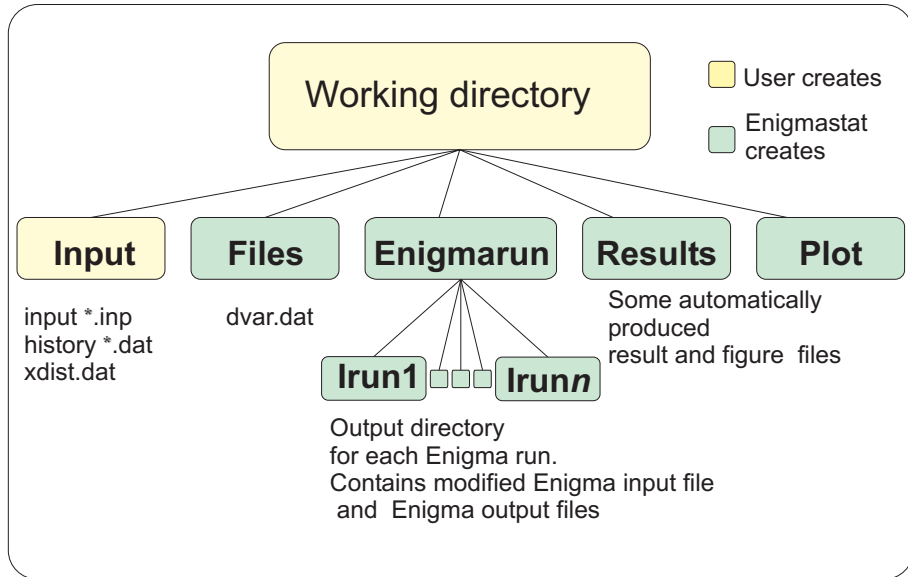 Working directory
User creates
Enigmastat
creates
Input
Files
Enigmarun
Results
Plot
input *.inp
history *.dat
xdist.dat
dvar.dat
Some automatically
produced
result and figure files
Irun1
Irunn
Output directory
for each Enigma run.
Contains modified Enigma input file
and Enigma output files